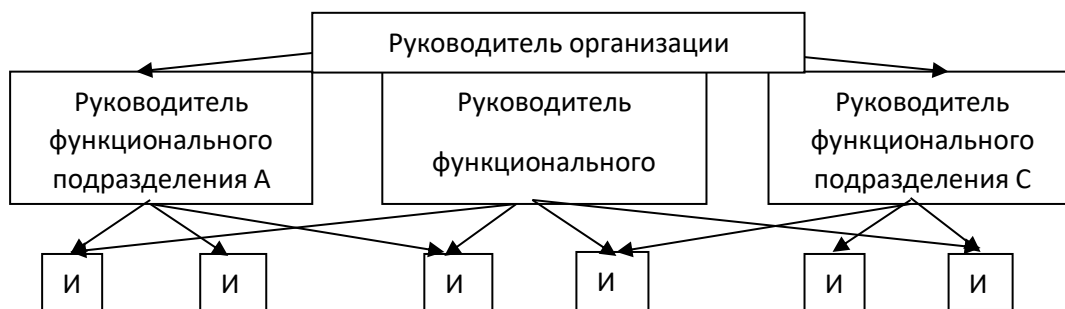 Руководитель организации
Руководитель
функционального
подразделения А
Руководитель
функционального
Руководитель
функционального
подразделения С
И
И
И
И
И
И